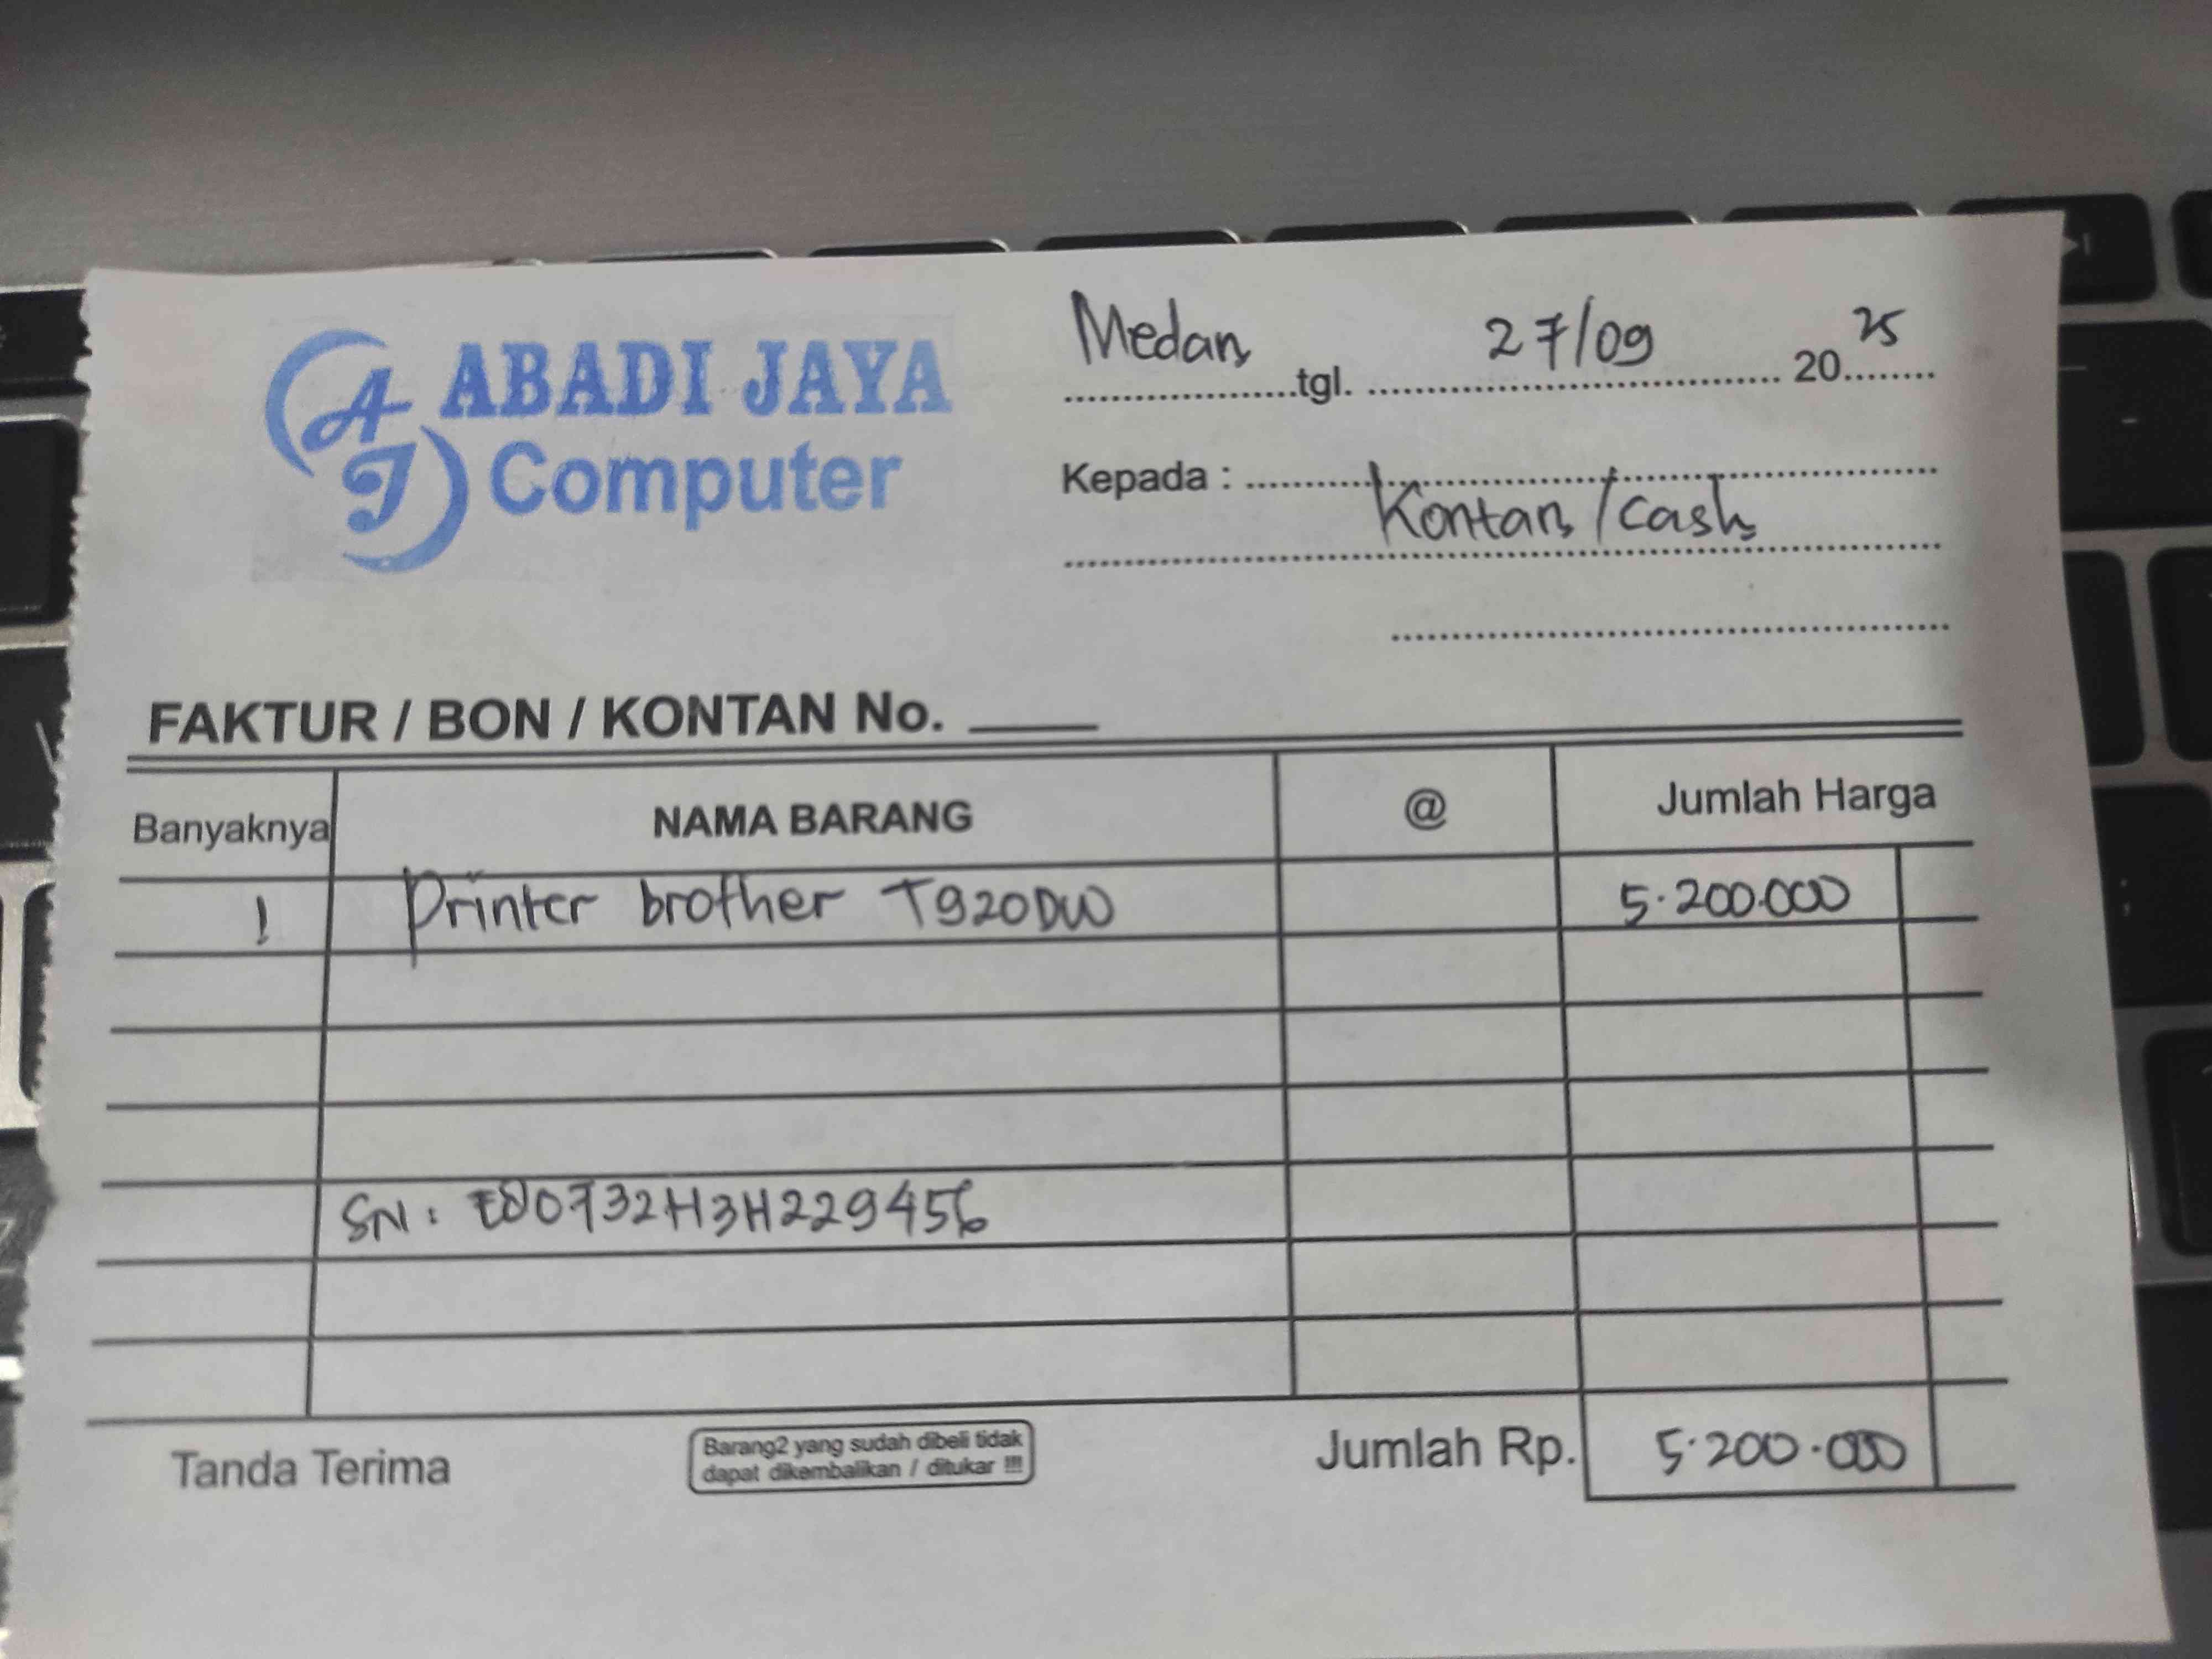 AJ ABADI JAYA
Computer
Medan tgl. 27/09 2025
Kepada : Kontan / Cash
FAKTUR / BON / KONTAN No.
Banyaknya NAMA BARANG @ Jumlah Harga
1 Printer brother T920DW 5.200.000
SN : E80732H3H229456
Tanda Terima
Barang2 yang sudah dibeli tidak
dapat dikembalikan / ditukar !!!
Jumlah Rp. 5.200.000